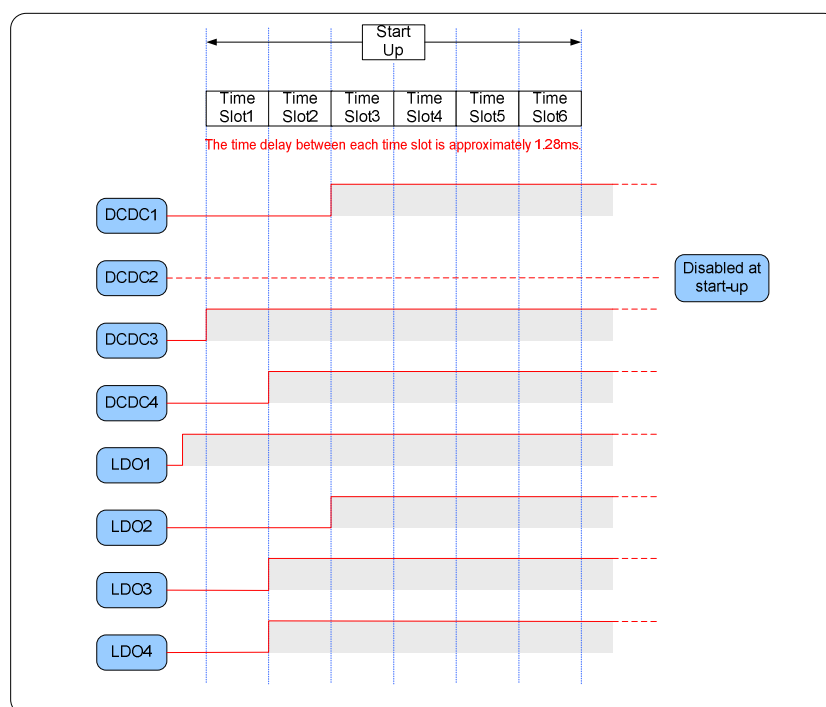 Start
Up
Time Slot1 Time Slot2 Time Slot3 Time Slot4 Time Slot5 Time Slot6
The time delay between each time slot is approximately 1.28ms.
DCDC1
DCDC2
Disabled at
start-up
DCDC3
DCDC4
LDO1
LDO2
LDO3
LDO4